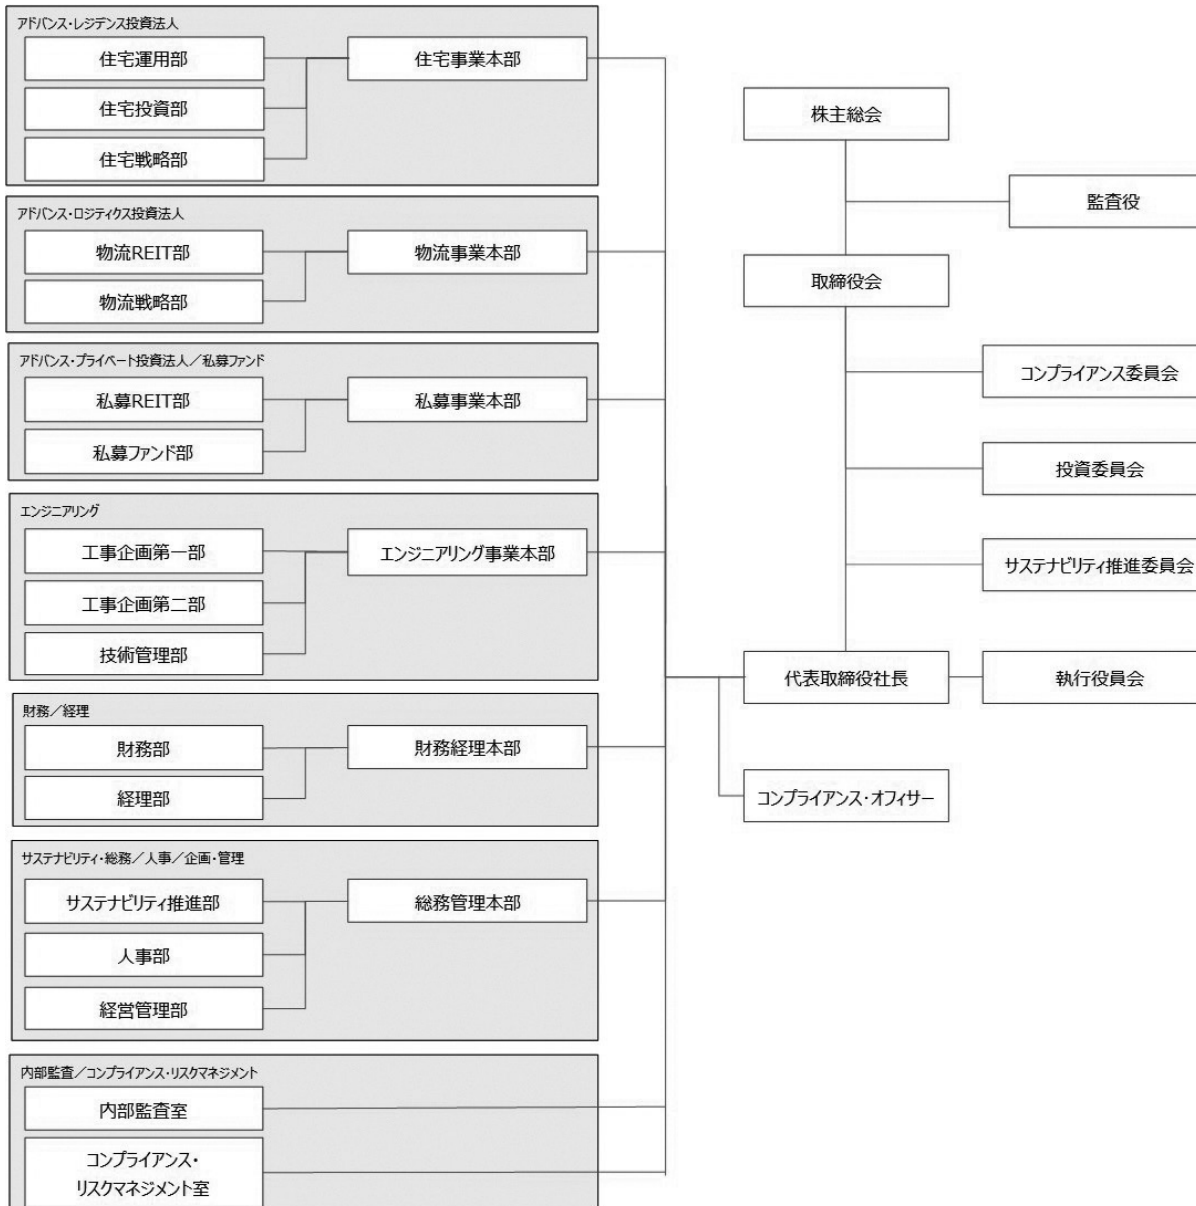 アドバンス・レジデンス投資法人
住宅運用部
住宅事業本部
住宅投資部
住宅戦略部
アドバンス・ロジスティクス投資法人
物流REIT部
物流事業本部
物流戦略部
アドバンス・プライベート投資法人／私募ファンド
私募REIT部
私募事業本部
私募ファンド部
エンジニアリング
工事企画第一部
エンジニアリング事業本部
工事企画第二部
技術管理部
財務／経理
財務部
財務経理本部
経理部
サステナビリティ・総務／人事／企画・管理
サステナビリティ推進部
総務管理本部
人事部
経営管理部
内部監査／コンプライアンス・リスクマネジメント
内部監査室
コンプライアンス・
リスクマネジメント室
株主総会
監査役
取締役会
コンプライアンス委員会
投資委員会
サステナビリティ推進委員会
代表取締役社長
執行役員会
コンプライアンス・オフィサー